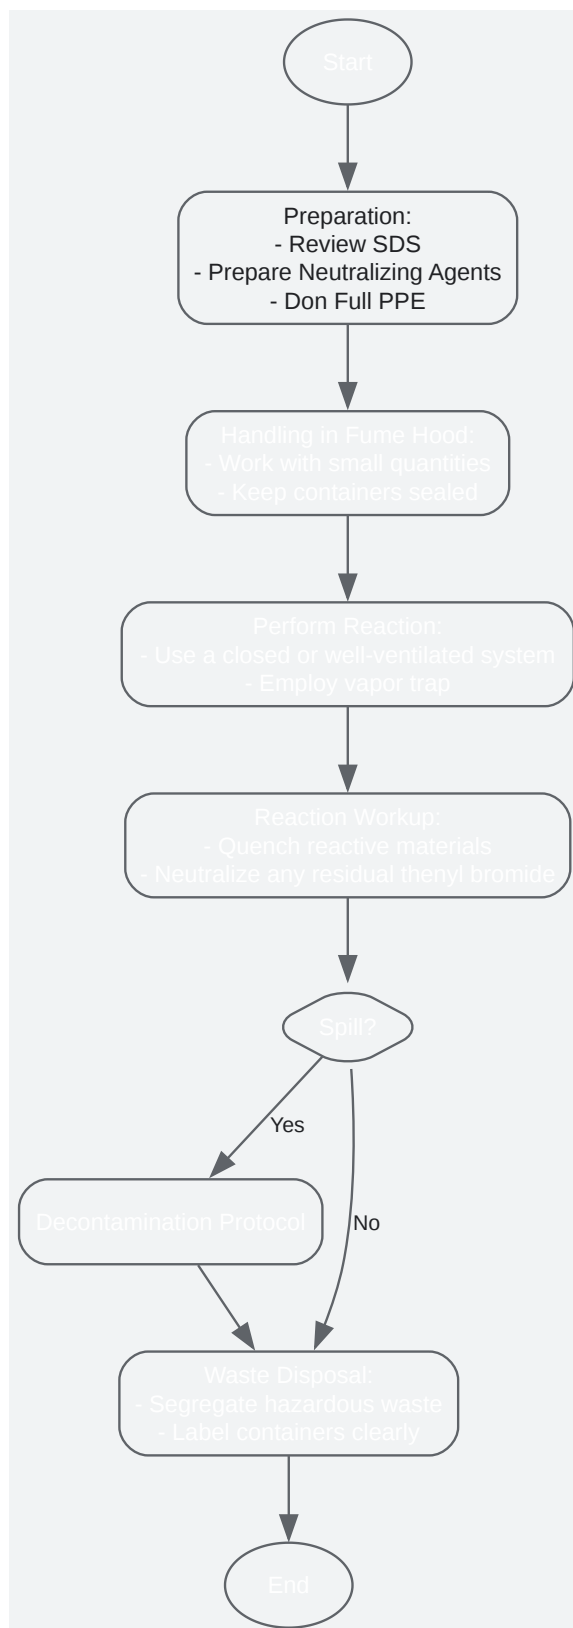 Start
Preparation:
- Review SDS
- Prepare Neutralizing Agents
- Don Full PPE
Handling in Fume Hood:
- Work with small quantities
- Keep containers sealed
Perform Reaction:
- Use a closed or well-ventilated system
- Employ vapor trap
Reaction Workup:
- Quench reactive materials
- Neutralize any residual thenyl bromide
Spill?
Yes
Decontamination Protocol
No
Waste Disposal:
- Segregate hazardous waste
- Label containers clearly
End